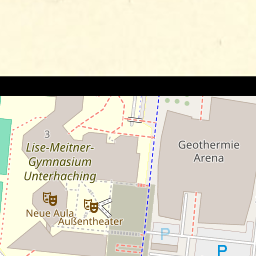 3
Lise-Meitner-
Gymnasium
Unterhaching
Geothermie
Arena
Neue Aula
Außentheater
P
P